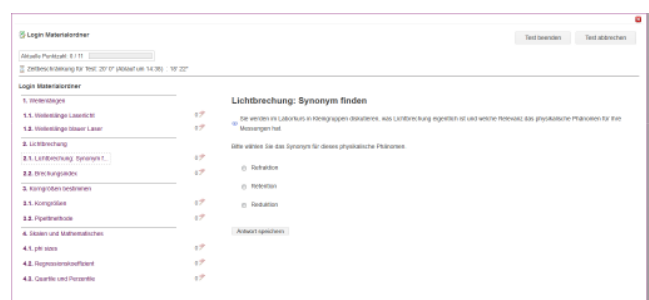 Login Materialordner
Test beenden
Test abbrechen
Aktuelle Punktzahl: 0 / 11
Zeitbeschränkung für Test: 20' 0" (Ablauf um 14:36) 18' 22"
Login Materialordner
1. Wellenlängen
1.1. Wellenlänge Laserlicht
1.2. Wellenlänge blauer Laser
2. Lichtbrechung
2.1. Lichtbrechung: Synonym f...
2.2. Brechungsindex
3. Korngrößen bestimmen
3.1. Korngrößen
3.2. Pipettmethode
4. Skalen und Mathematisches
4.1. phi sizes
4.2. Regressionskoeffizient
4.3. Quartile und Perzentile
Lichtbrechung: Synonym finden
Sie werden im Laborkurs in Kleingruppen diskutieren, was Lichtbrechung eigentlich ist und welche Relevanz das physikalische Phänomen für Ihre
Messungen hat.
Bitte wählen Sie das Synonym für dieses physikalische Phänomen.
Refraktion
Retention
Reduktion
Antwort speichern